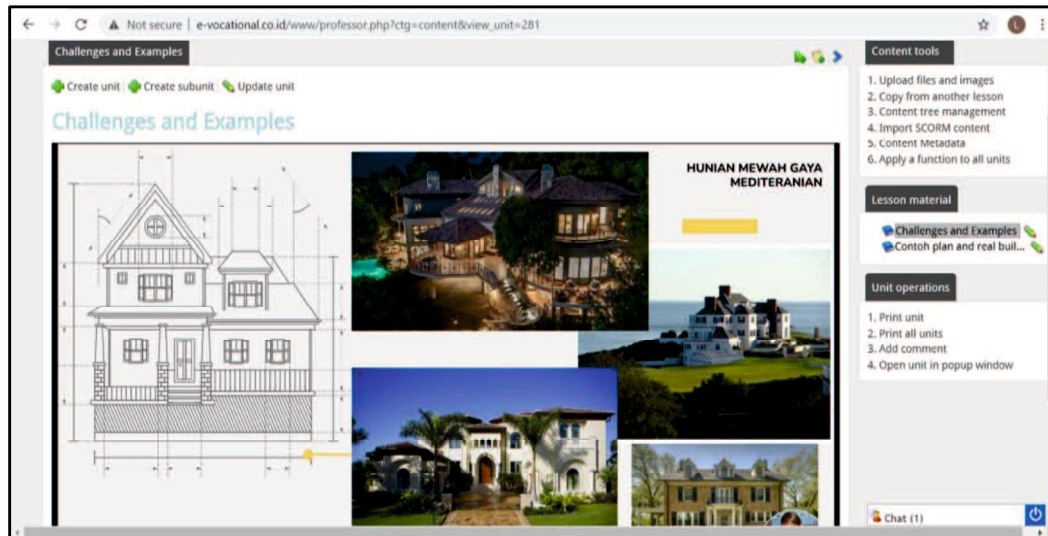 Not secure | e-vocational.co.id/www/professor.php?ctg=content&view_unit=281
L
Challenges and Examples
Create unit
Create subunit
Update unit
Challenges and Examples
HUNIAN MEWAH GAYA
MEDITERANIAN
Content tools
1. Upload files and images
2. Copy from another lesson
3. Content tree management
4. Import SCORM content
5. Content Metadata
6. Apply a function to all units
Lesson material
Challenges and Examples
Contoh plan and real buil...
Unit operations
1. Print unit
2. Print all units
3. Add comment
4. Open unit in popup window
Chat (1)